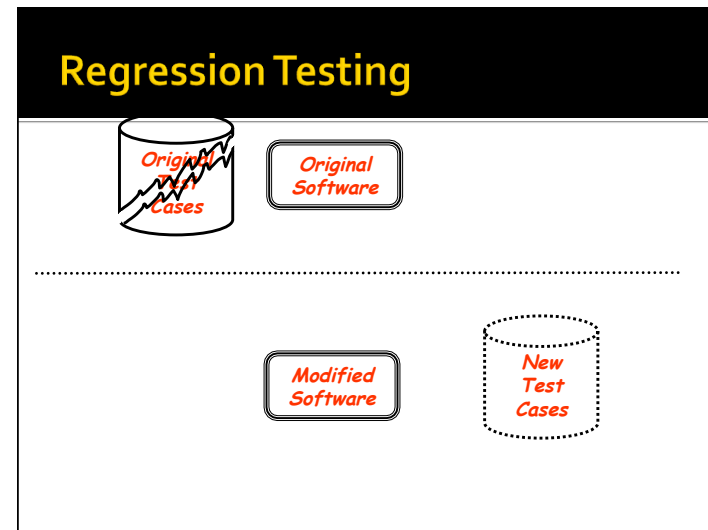 Regression Testing
Original
Test
Cases
Original
Software
Modified
Software
New
Test
Cases